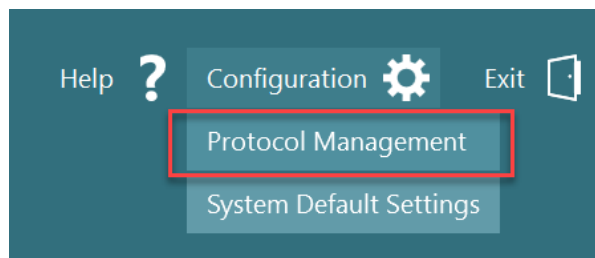 Help ? Configuration Exit
Protocol Management
System Default Settings